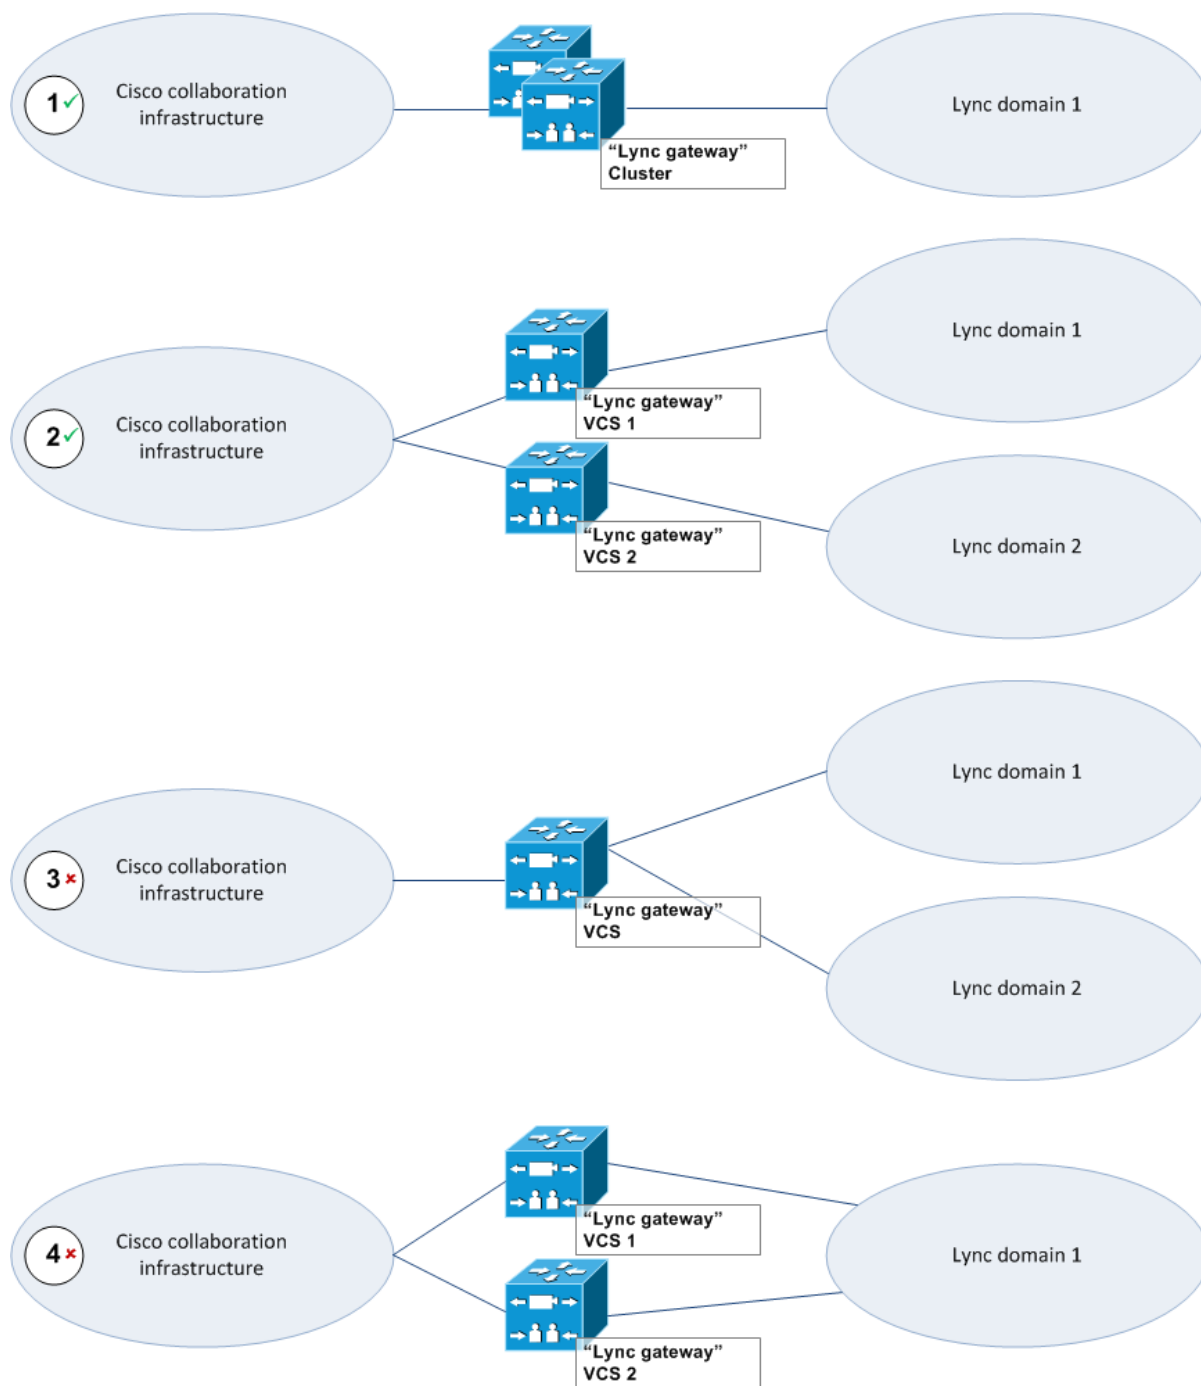 1✓
Cisco collaboration
infrastructure
“Lync gateway”
Cluster
Lync domain 1
2✓
Cisco collaboration
infrastructure
“Lync gateway”
VCS 1
Lync domain 1
“Lync gateway”
VCS 2
Lync domain 2
3✗
Cisco collaboration
infrastructure
“Lync gateway”
VCS
Lync domain 1
Lync domain 2
4✗
Cisco collaboration
infrastructure
“Lync gateway”
VCS 1
Lync domain 1
“Lync gateway”
VCS 2